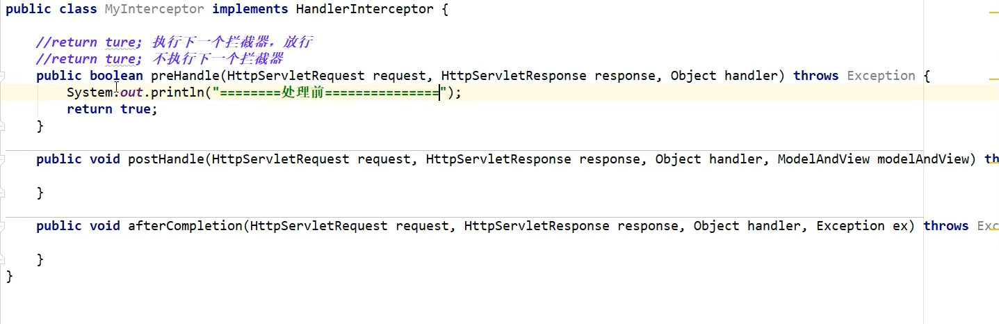 public class MyInterceptor implements HandlerInterceptor {
//return ture; 执行下一个拦截器，放行
//return ture; 不执行下一个拦截器
public boolean preHandle(HttpServletRequest request, HttpServletResponse response, Object handler) throws Exception {
System.out.println("========处理前===============");
return true;
}
public void postHandle(HttpServletRequest request, HttpServletResponse response, Object handler, ModelAndView modelAndView) th
}
public void afterCompletion(HttpServletRequest request, HttpServletResponse response, Object handler, Exception ex) throws Exc
}
}